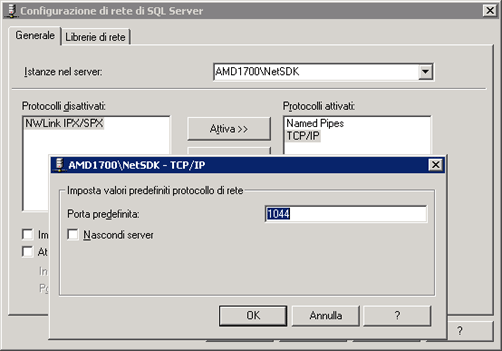 Configurazione di rete di SQL Server
Generale
Librerie di rete
Istanze nel server:
AMD1700\NetSDK
Protocolli disattivati:
Protocolli attivati:
NWLink IPX/SPX
Attiva >>
Named Pipes
TCP/IP
AMD1700\NetSDK - TCP/IP
Imposta valori predefiniti protocollo di rete
Porta predefinita:
1044
Nascondi server
Im
At
In
OK
Annulla
?
?